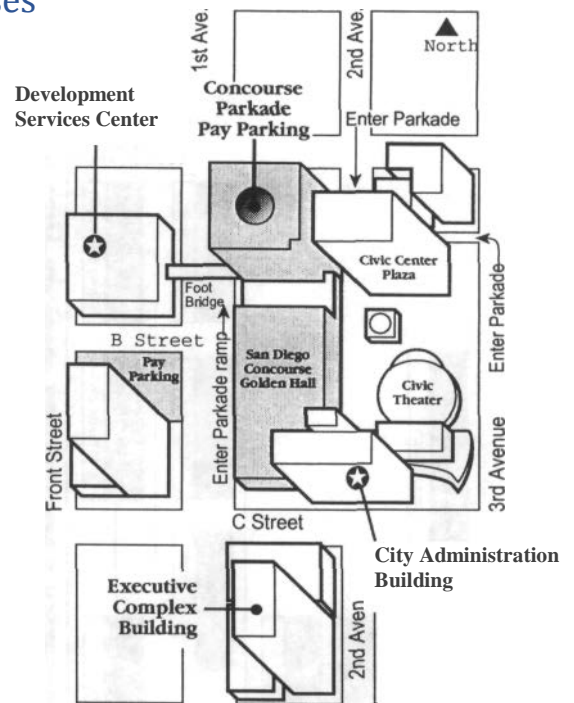 1st Ave.
2nd Ave.
North
Development
Services Center
Concourse
Parkade
Pay Parking
Enter Parkade
Civic Center
Plaza
Enter Parkade
Foot
Bridge
B Street
Pay
Parking
Enter Parkade ramp
San Diego
Concourse
Golden Hall
Civic
Theater
Front Street
3rd Avenue
C Street
City Administration
Building
Executive
Complex
Building
2nd Aven